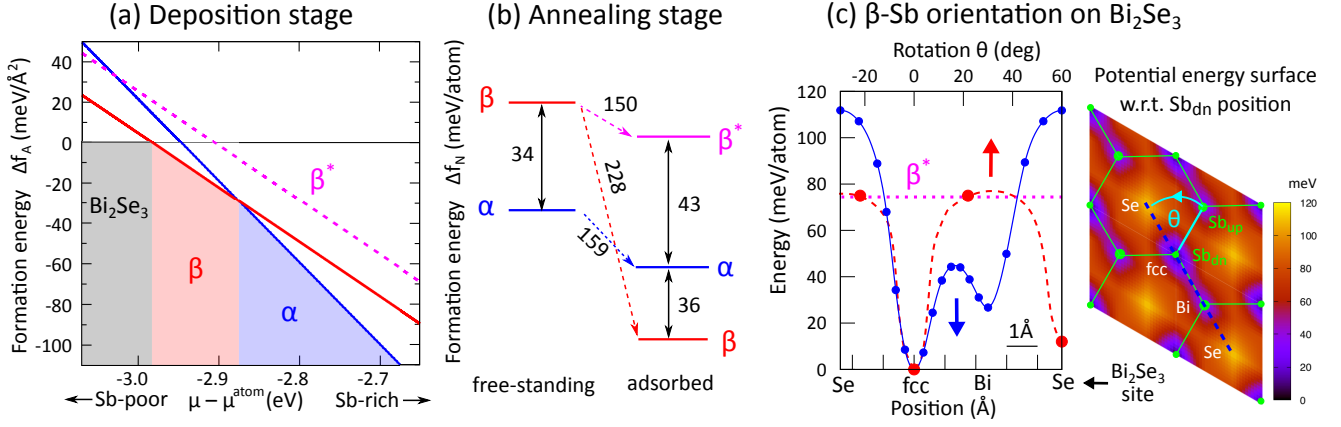 (a) Deposition stage
Formation energy Δf_A (meV/Å²)
40
20
0
-20
-40
-60
-80
-100
β*
Bi₂Se₃
β
α
-3.0
-2.9
-2.8
-2.7
Sb-poor
μ − μ^atom (eV)
Sb-rich
(b) Annealing stage
Formation energy Δf_N (meV/atom)
β
150
β*
34
228
43
α
159
α
36
β
free-standing
adsorbed
(c) β-Sb orientation on Bi₂Se₃
Rotation θ (deg)
-20
0
20
40
60
Energy (meV/atom)
120
100
80
60
40
20
0
β*
1Å
Se
fcc
Bi
Se
Position (Å)
Bi₂Se₃
site
Potential energy surface
w.r.t. Sb_dn position
Se
θ
Sb_up
Sb_dn
fcc
Bi
Se
meV
120
100
80
60
40
20
0